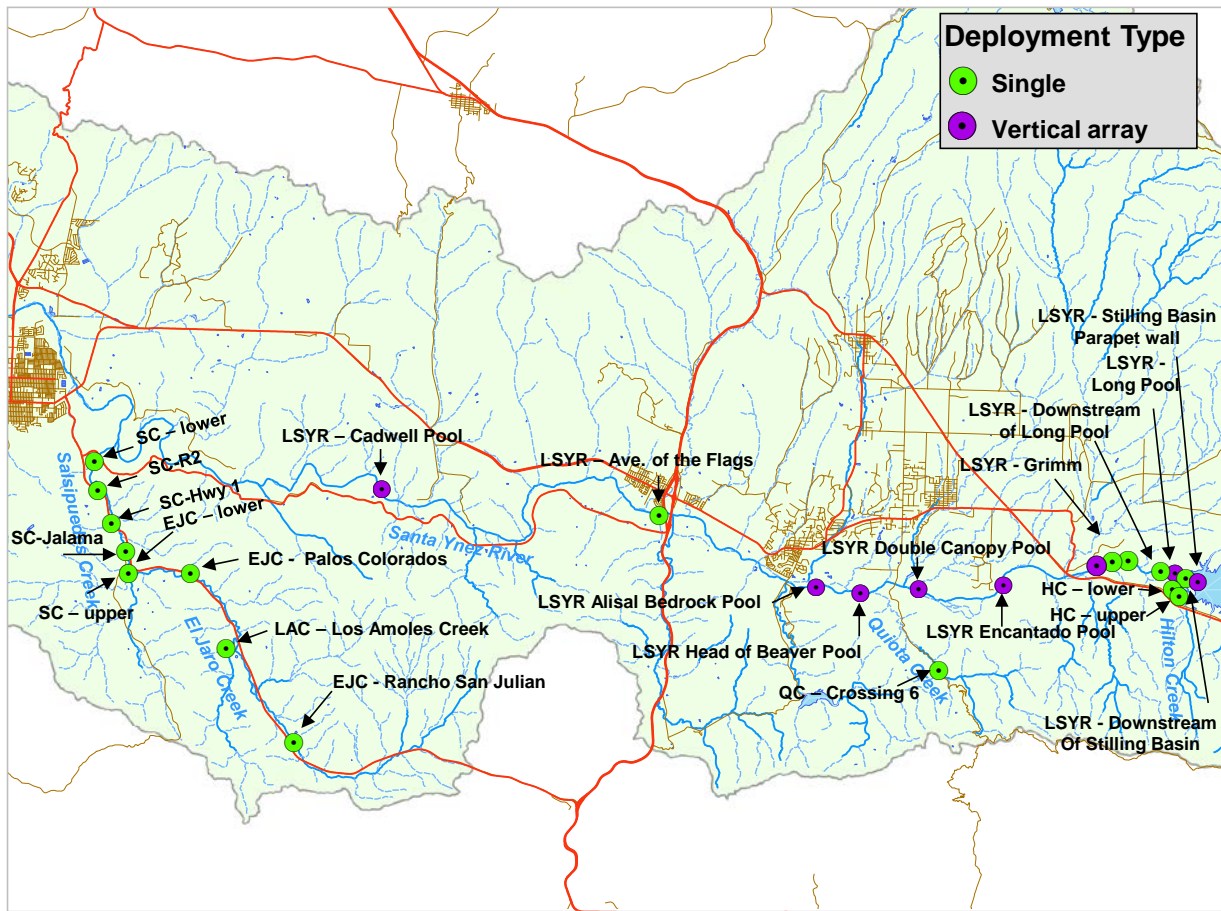 Deployment Type
Single
Vertical array
LSYR - Stilling Basin
Parapet wall
LSYR -
Long Pool
LSYR - Downstream
of Long Pool
LSYR - Grimm
SC – lower
SC-R2
SC-Hwy 1
EJC – lower
SC-Jalama
SC – upper
Salsipuedes Creek
LSYR – Cadwell Pool
LSYR – Ave. of the Flags
Santa Ynez River
EJC - Palos Colorados
LAC – Los Amoles Creek
El Jaro Creek
EJC - Rancho San Julian
LSYR Double Canopy Pool
LSYR Alisal Bedrock Pool
LSYR Head of Beaver Pool
LSYR Encantado Pool
Quiota Creek
QC – Crossing 6
HC – lower
HC – upper
Hilton Creek
LSYR - Downstream
Of Stilling Basin